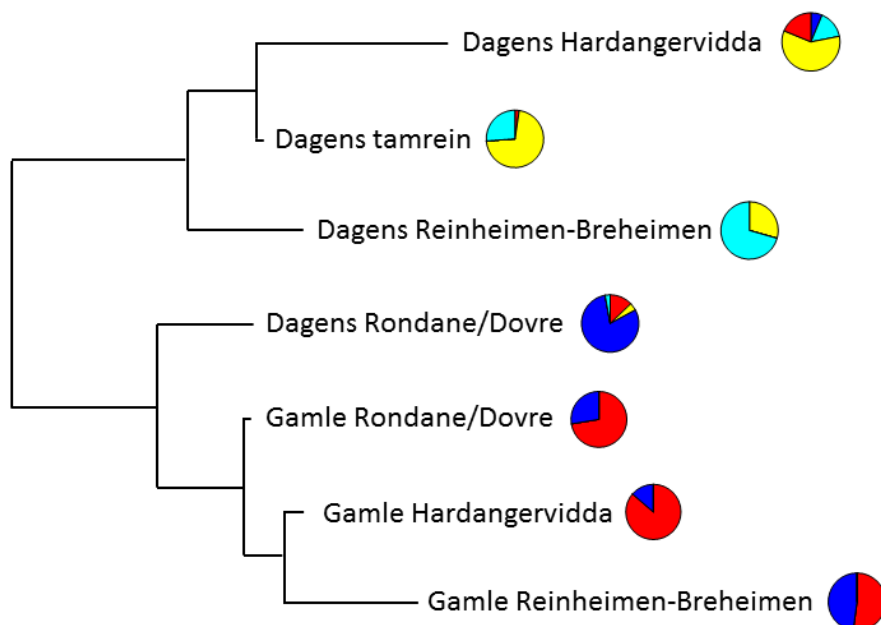 Dagens Hardangervidda
Dagens tamrein
Dagens Reinheimen-Breheimen
Dagens Rondane/Dovre
Gamle Rondane/Dovre
Gamle Hardangervidda
Gamle Reinheimen-Breheimen